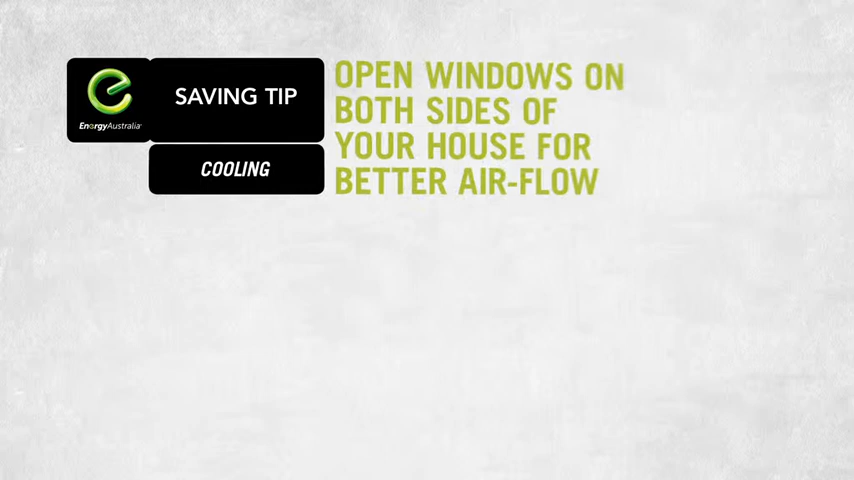 EnergyAustralia
SAVING TIP
COOLING
OPEN WINDOWS ON
BOTH SIDES OF
YOUR HOUSE FOR
BETTER AIR-FLOW